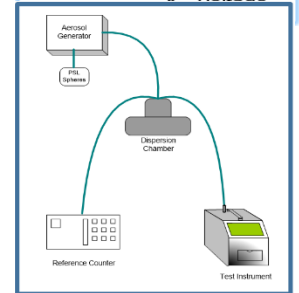 Aerosol
Generator
PSL
Spheres
Dispersion
Chamber
Reference Counter
Test Instrument